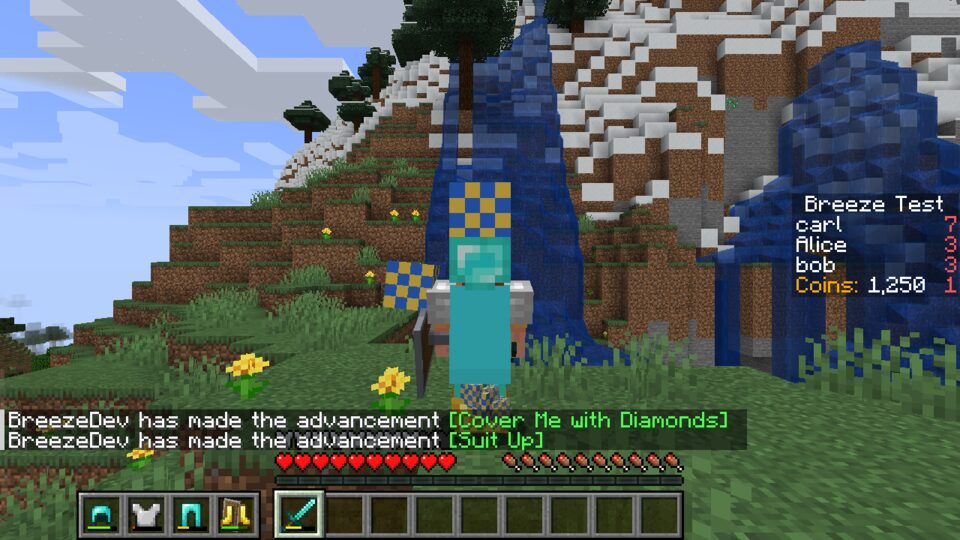 Breeze Test
carl 7
Alice 3
bob 3
Coins: 1,250 1
BreezeDev has made the advancement [Cover Me with Diamonds]
BreezeDev has made the advancement [Suit Up]